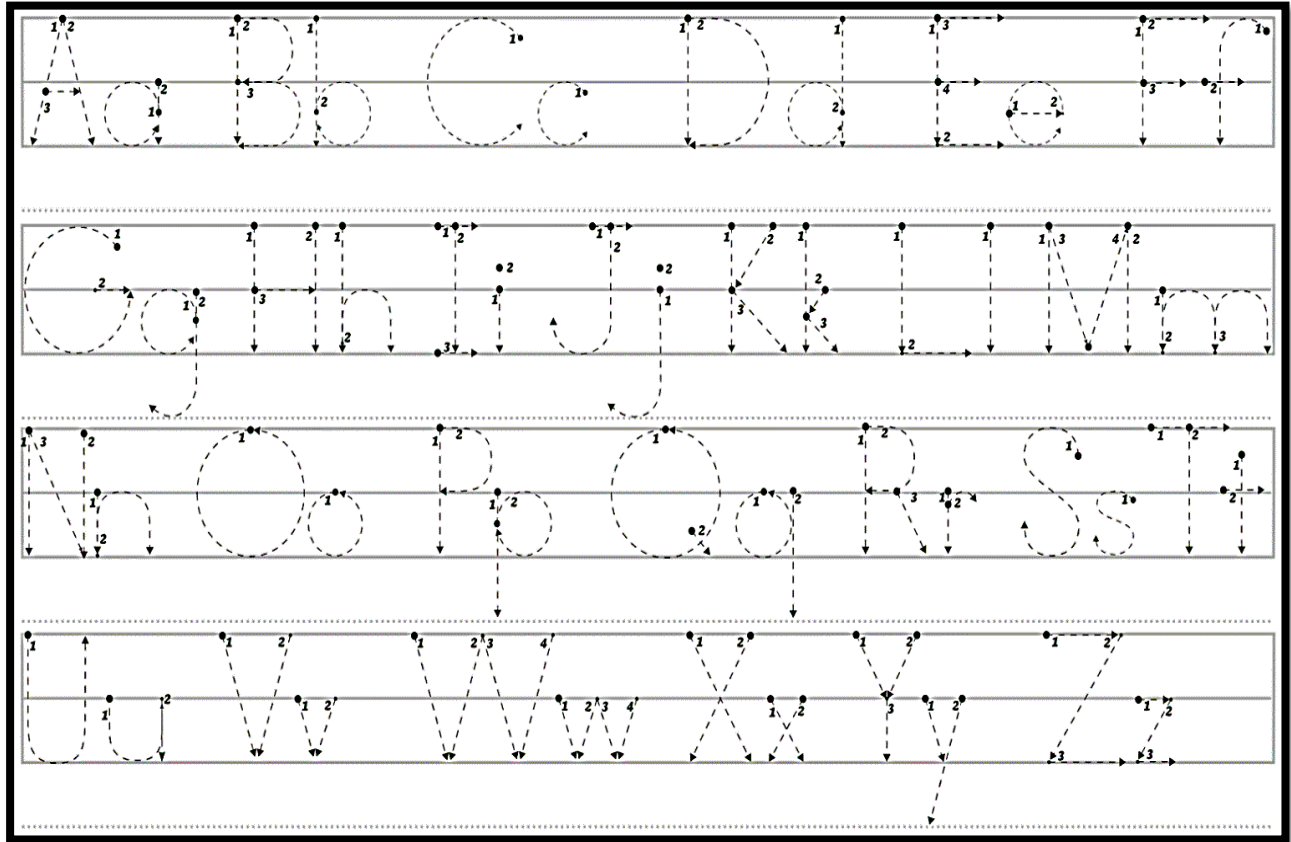 Aa Bb Cc Dd Ee Ff
Gg Hh Ii Jj Kk Ll Mm
Nn Oo Pp Qq Rr Ss Tt
Uu Vv Ww Xx Yy Zz